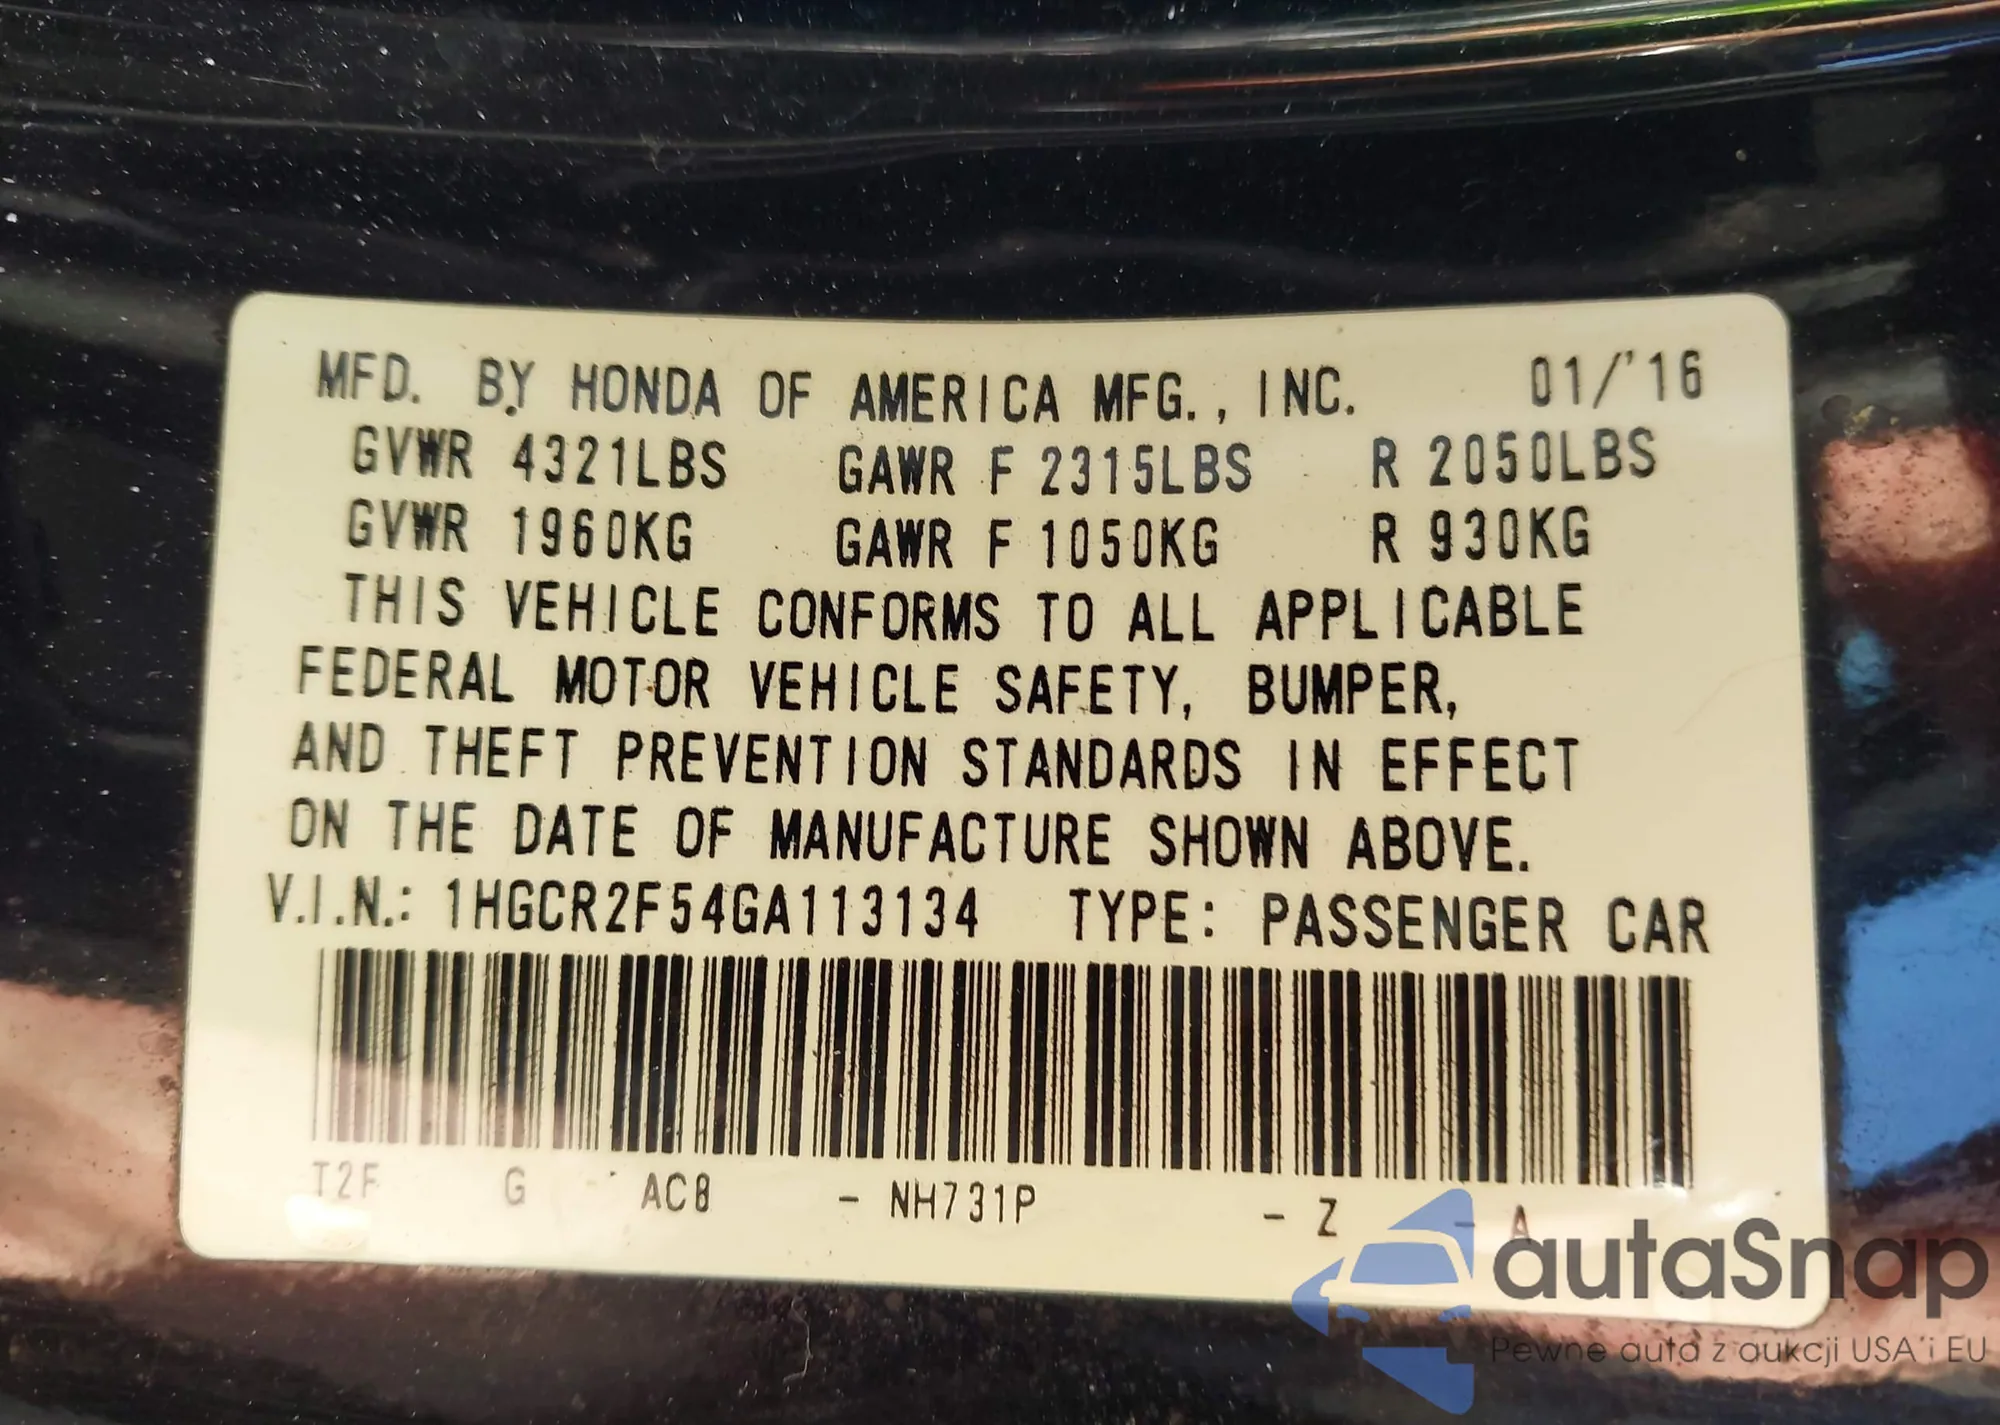 MFD. BY HONDA OF AMERICA MFG., INC. 01/'16
GVWR 4321LBS GAWR F 2315LBS R 2050LBS
GVWR 1960KG GAWR F 1050KG R 930KG
THIS VEHICLE CONFORMS TO ALL APPLICABLE
FEDERAL MOTOR VEHICLE SAFETY, BUMPER,
AND THEFT PREVENTION STANDARDS IN EFFECT
ON THE DATE OF MANUFACTURE SHOWN ABOVE.
V.I.N.: 1HGCR2F54GA113134 TYPE: PASSENGER CAR
T2F G - AC8 - NH731P - Z - A
autaSnap
Pewne auta z aukcji USA i EU